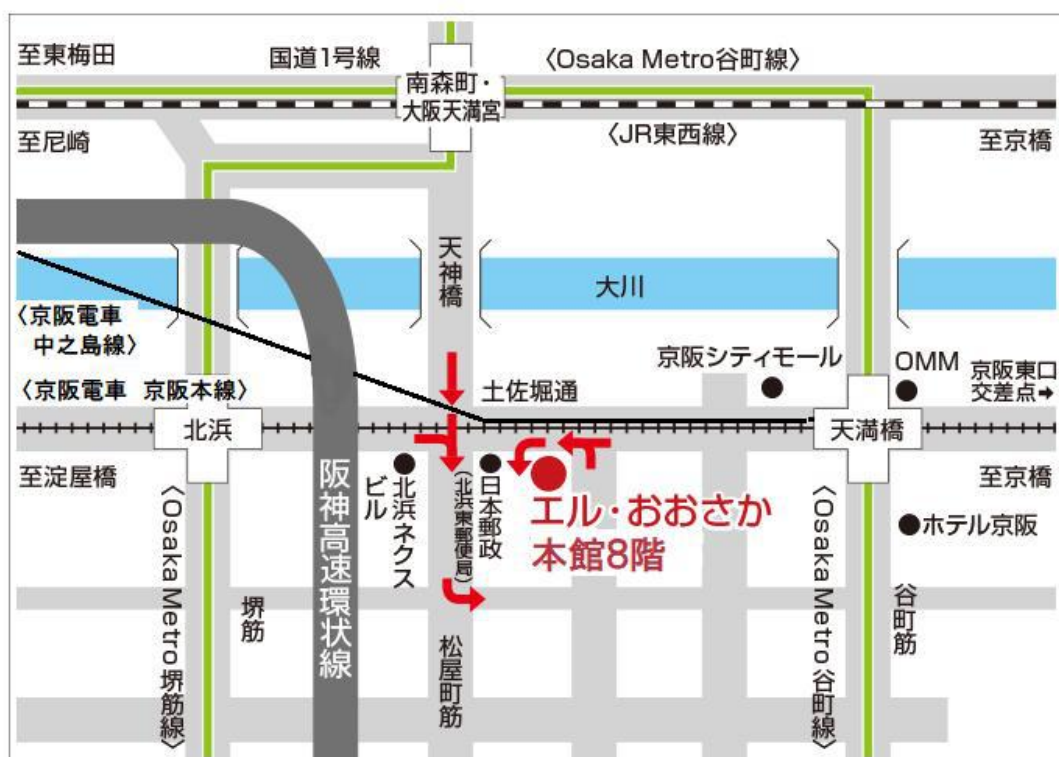 至東梅田
国道1号線
〈Osaka Metro谷町線〉
南森町・
大阪天満宮
至尼崎
〈JR東西線〉
至京橋
天神橋
大川
〈京阪電車
中之島線〉
京阪シティモール
OMM
京阪東口
交差点→
〈京阪電車 京阪本線〉
土佐堀通
北浜
天満橋
至淀屋橋
至京橋
北浜ネクス
ビル
日本郵政
(北浜東郵便局)
エル・おおさか
本館8階
ホテル京阪
阪神高速環状線
〈Osaka Metro堺筋線〉
堺筋
松屋町筋
〈Osaka Metro谷町線〉
谷町筋